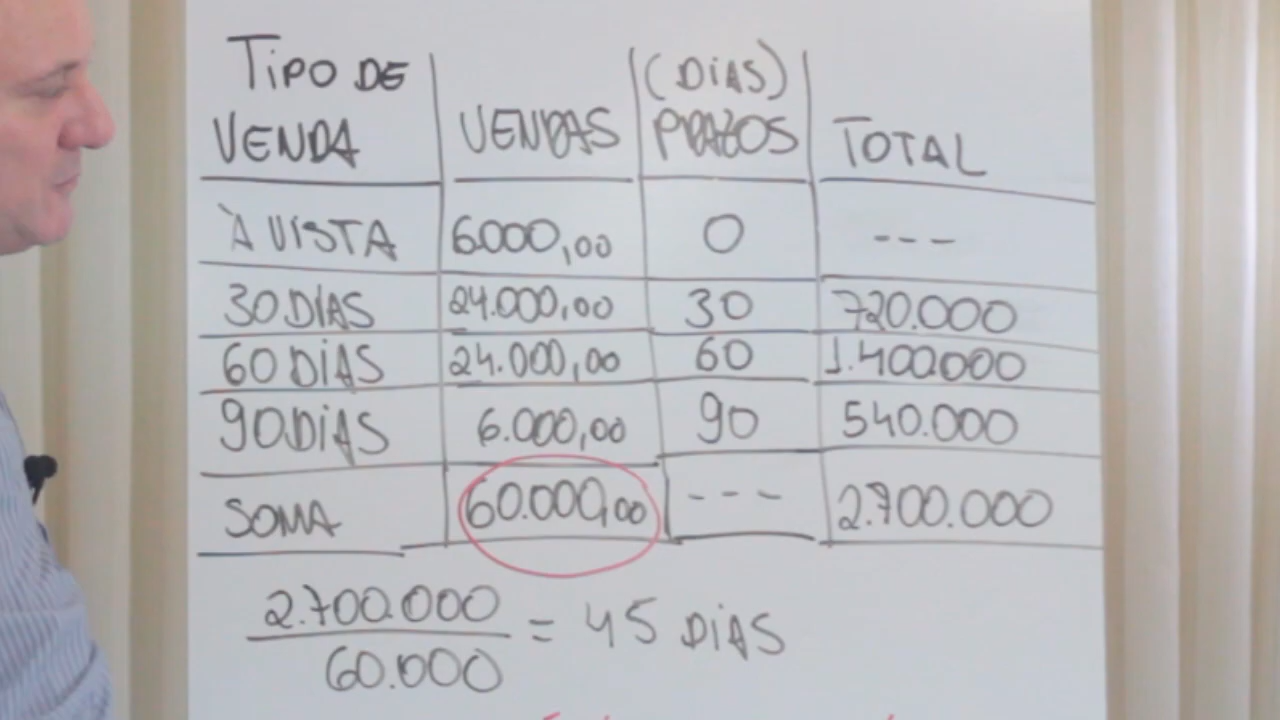 TIPO DE VENDA VENDAS (DIAS) PRAZOS TOTAL
À VISTA 6.000,00 0 ---
30 DIAS 24.000,00 30 720.000
60 DIAS 24.000,00 60 1.400.000
90 DIAS 6.000,00 90 540.000
SOMA 60.000,00 --- 2.700.000
2.700.000
60.000
= 45 DIAS